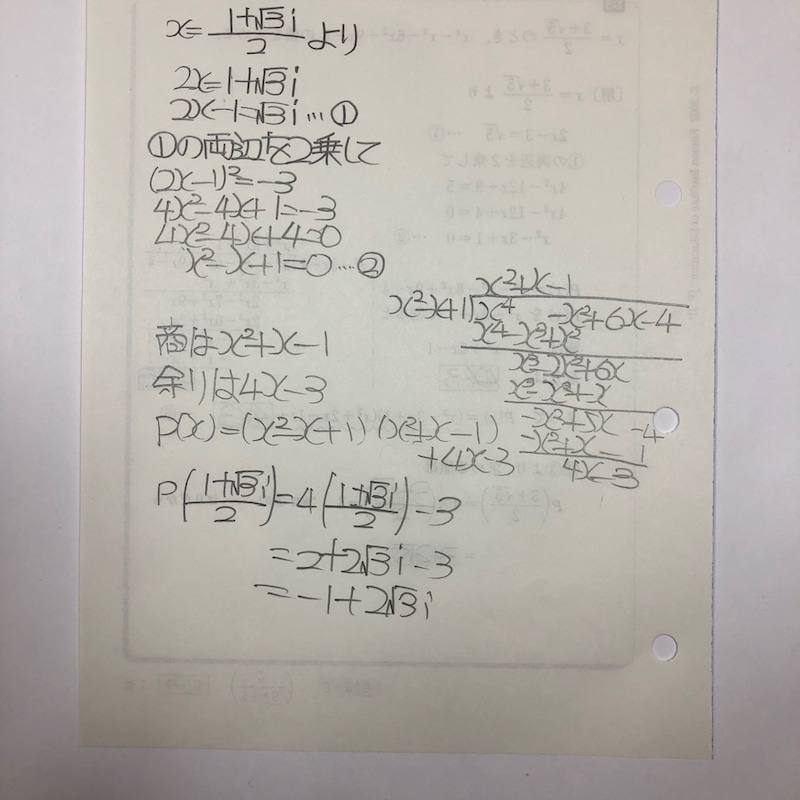 x=(1+√3i)/2 より
2x=1+√3i
2x-1=√3i…①
①の両辺を2乗して
(2x-1)²=-3
4x²-4x+1=-3
4x²-4x+4=0
x²-x+1=0…②
商はx²+x-1
余りは4x-3
P(x)=(x²-x+1)(x²+x-1)
+4x-3
P((1+√3i)/2)=4((1+√3i)/2)-3
=2+2√3i-3
=-1+2√3i
x²+x-1
x²-x+1)x⁴ -x²+6x-4
x⁴-x³+x²
x³-2x²+6x
x³-x²+x
-x²+5x-4
-x²+x-1
4x-3